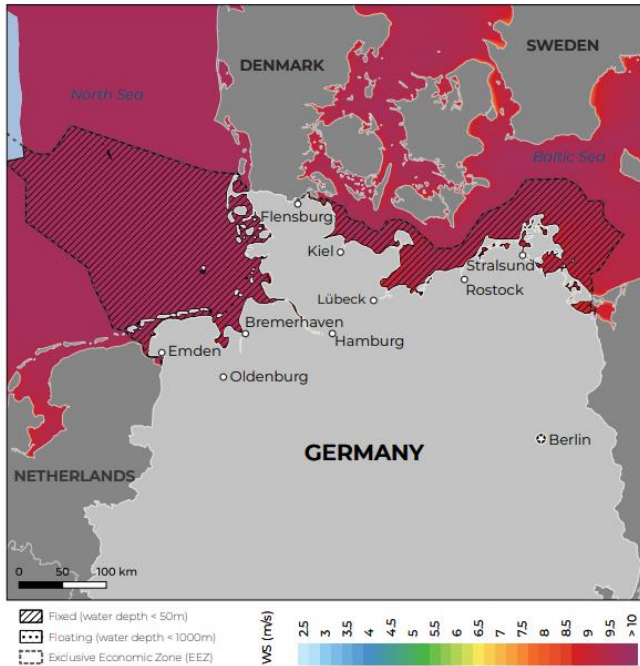 SWEDEN
DENMARK
North Sea
Baltic Sea
Flensburg
Kiel
Stralsund
Rostock
Lübeck
Bremerhaven
Hamburg
Emden
Oldenburg
GERMANY
Berlin
NETHERLANDS
0 50 100 km
Fixed (water depth < 50m)
Floating (water depth < 1000m)
Exclusive Economic Zone (EEZ)
WS (m/s)
2.5 3 3.5 4 4.5 5 5.5 6 6.5 7 7.5 8 8.5 9 9.5 > 10